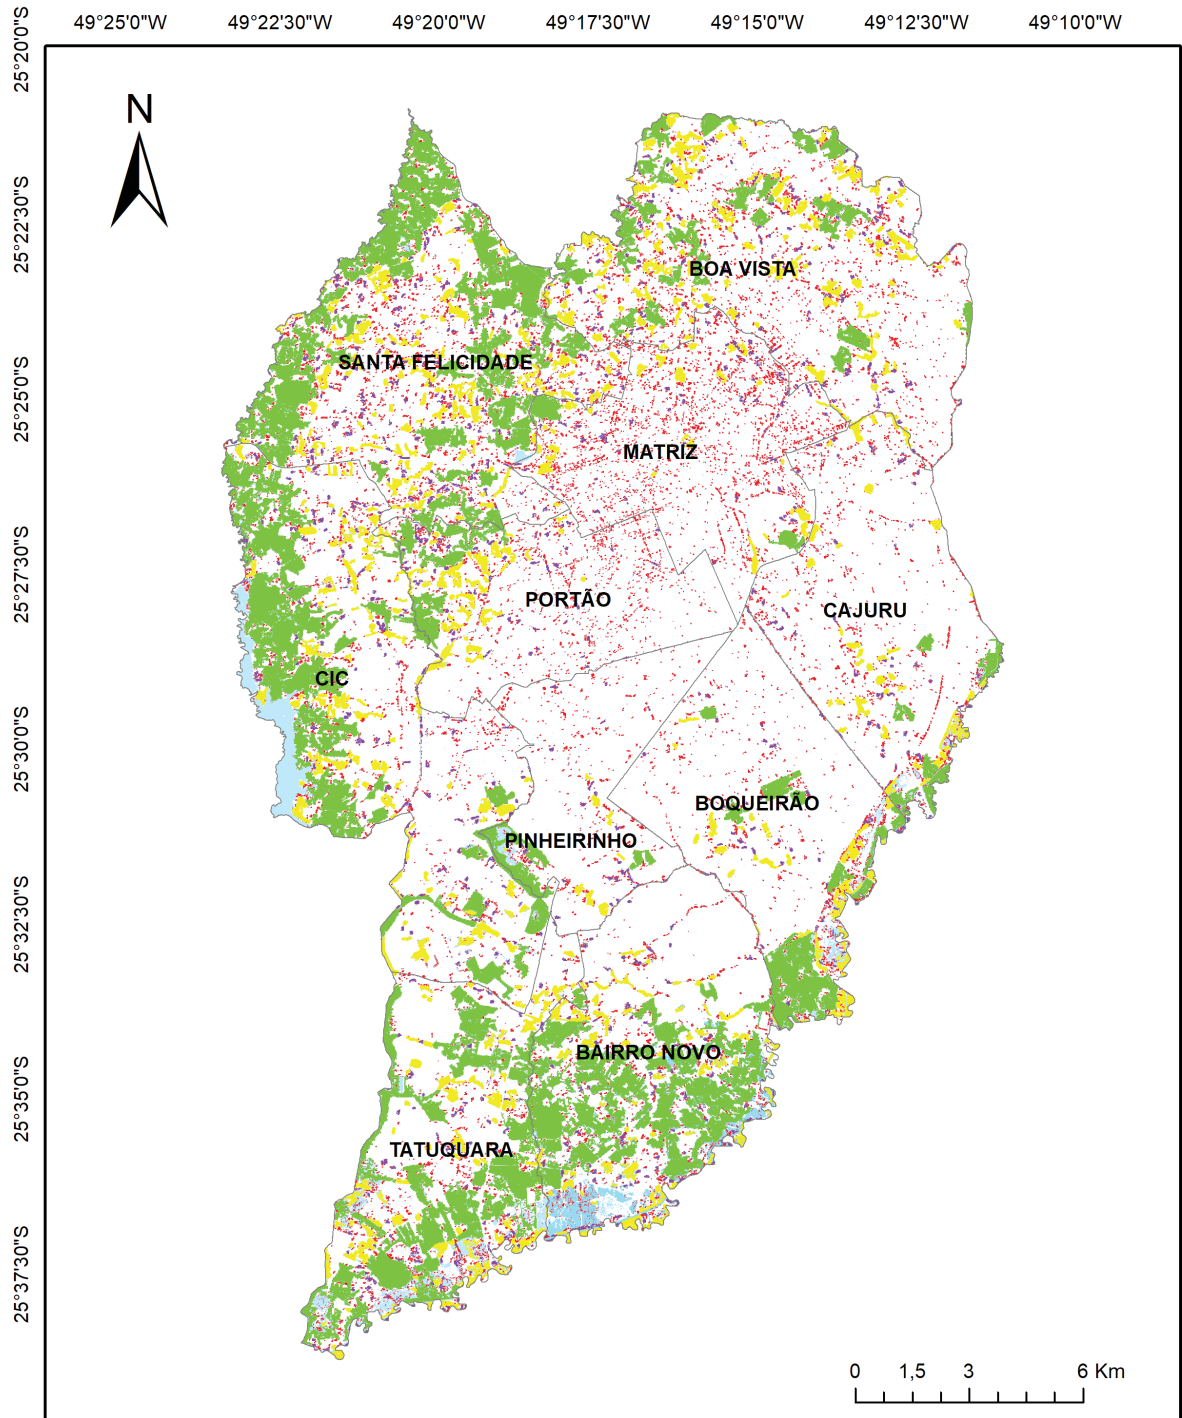 49°25'0"W 49°22'30"W 49°20'0"W 49°17'30"W 49°15'0"W 49°12'30"W 49°10'0"W
25°20'0"S
N
25°22'30"S
BOA VISTA
SANTA FELICIDADE
25°25'0"S
MATRIZ
25°27'30"S
PORTÃO
CAJURU
CIC
25°30'0"S
BOQUEIRÃO
PINHEIRINHO
25°32'30"S
BAIRRO NOVO
25°35'0"S
TATUQUARA
25°37'30"S
0 1,5 3 6 Km